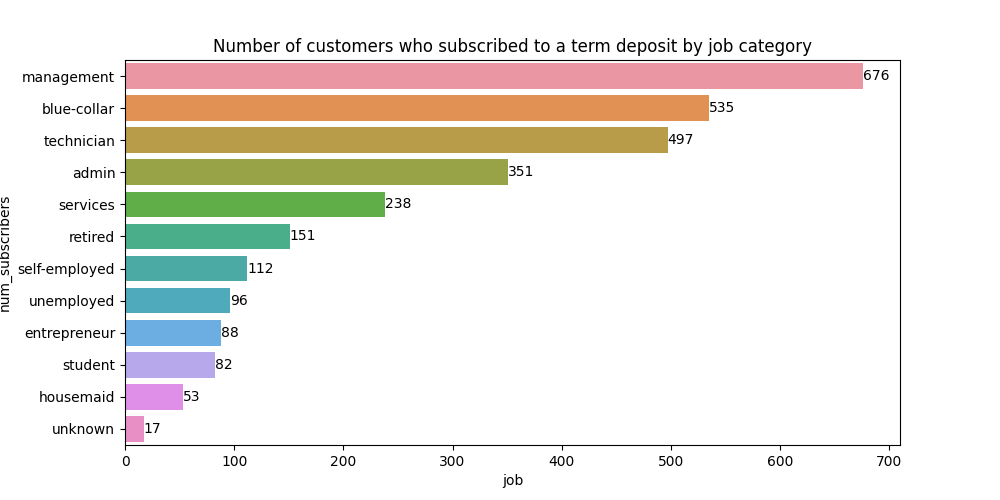 Number of customers who subscribed to a term deposit by job category
num_subscribers
management 676
blue-collar 535
technician 497
admin 351
services 238
retired 151
self-employed 112
unemployed 96
entrepreneur 88
student 82
housemaid 53
unknown 17
0 100 200 300 400 500 600 700
job